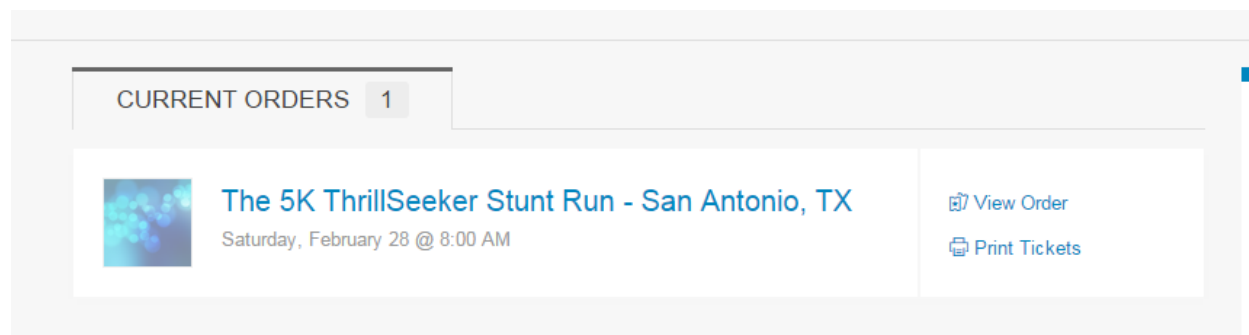 CURRENT ORDERS 1
The 5K ThrillSeeker Stunt Run - San Antonio, TX
Saturday, February 28 @ 8:00 AM
View Order
Print Tickets